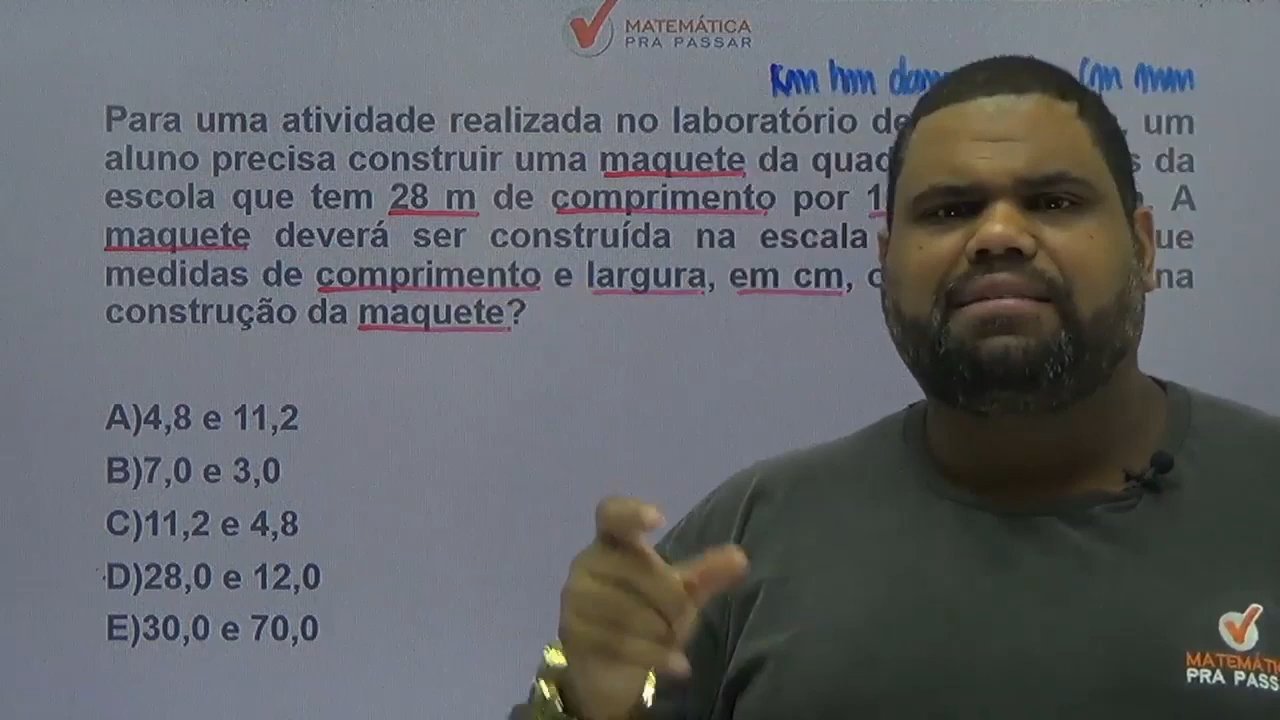 MATEMÁTICA
PRA PASSAR
Km hm dam cm mm
Para uma atividade realizada no laboratório de um
aluno precisa construir uma maquete da da
escola que tem 28 m de comprimento por A
maquete deverá ser construída na escala
medidas de comprimento e largura, em cm, na
construção da maquete?
A)4,8 e 11,2
B)7,0 e 3,0
C)11,2 e 4,8
D)28,0 e 12,0
E)30,0 e 70,0
MATEMÁTI
PRA PASS